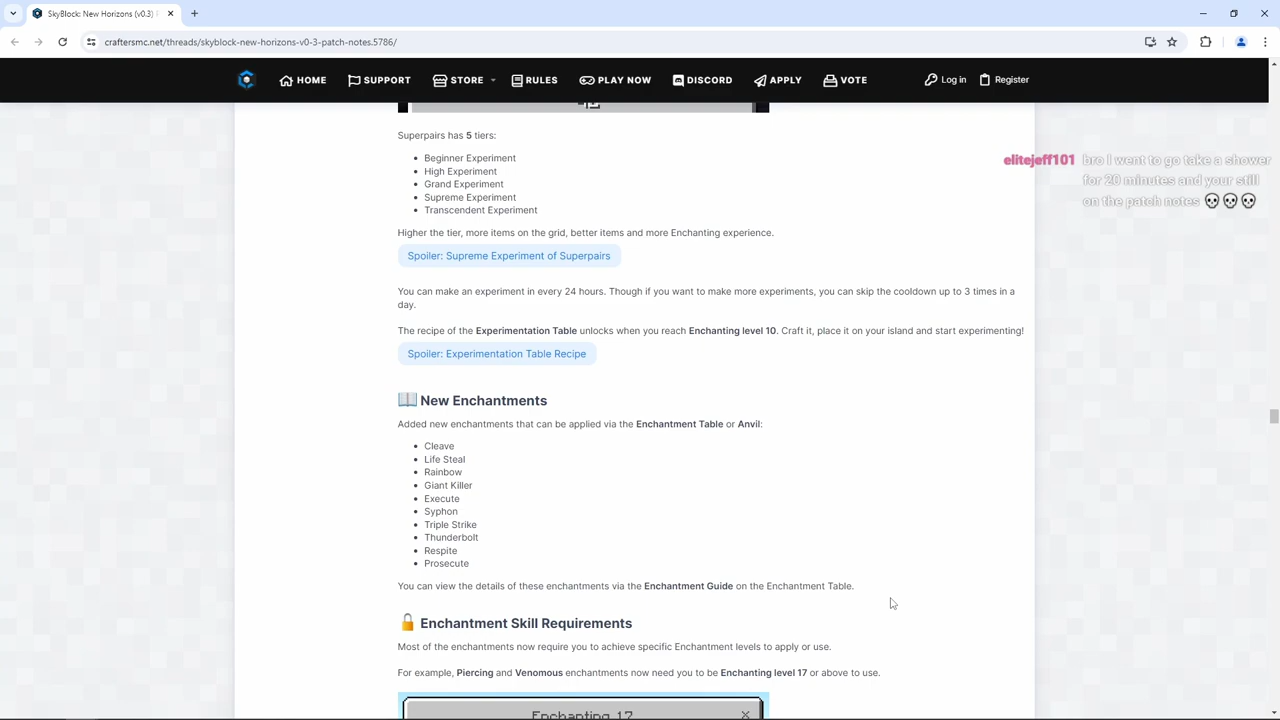 SkyBlock: New Horizons (v0.3)
craftersmc.net/threads/skyblock-new-horizons-v0-3-patch-notes.5786/
HOME SUPPORT STORE RULES PLAY NOW DISCORD APPLY VOTE Log in Register
Superpairs has 5 tiers:
Beginner Experiment
High Experiment
Grand Experiment
Supreme Experiment
Transcendent Experiment
Higher the tier, more items on the grid, better items and more Enchanting experience.
Spoiler: Supreme Experiment of Superpairs
You can make an experiment in every 24 hours. Though if you want to make more experiments, you can skip the cooldown up to 3 times in a
day.
The recipe of the Experimentation Table unlocks when you reach Enchanting level 10. Craft it, place it on your island and start experimenting!
Spoiler: Experimentation Table Recipe
New Enchantments
Added new enchantments that can be applied via the Enchantment Table or Anvil:
Cleave
Life Steal
Rainbow
Giant Killer
Execute
Syphon
Triple Strike
Thunderbolt
Respite
Prosecute
You can view the details of these enchantments via the Enchantment Guide on the Enchantment Table.
Enchantment Skill Requirements
Most of the enchantments now require you to achieve specific Enchantment levels to apply or use.
For example, Piercing and Venomous enchantments now need you to be Enchanting level 17 or above to use.
Enchanting 17
elitejeff101 bro I went to go take a shower
for 20 minutes and your still
on the patch notes 💀💀💀